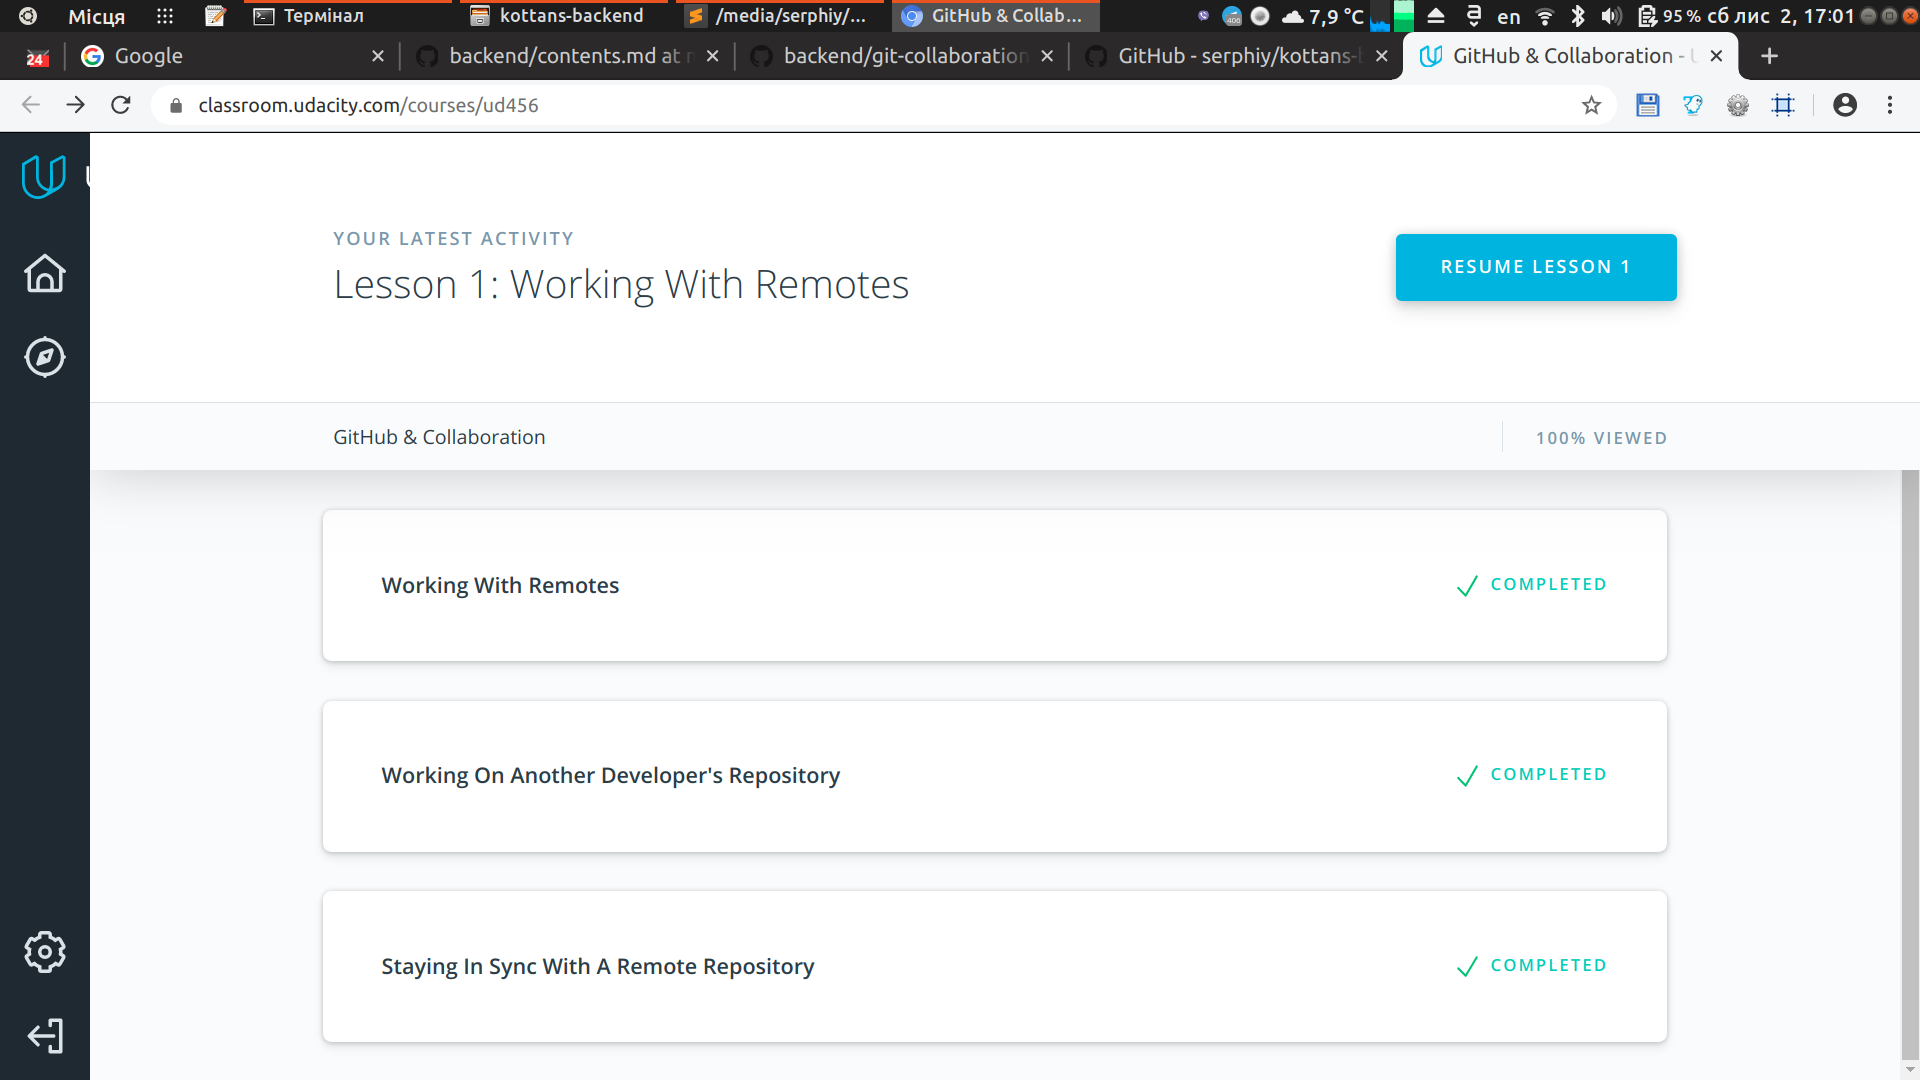 Місця
Термінал
kottans-backend
/media/serphiy/...
GitHub & Collab...
406
7,9 °C
en
95 % сб лис 2, 17:01
24
Google
backend/contents.md at
backend/git-collaboration
GitHub - serphiy/kottans-
GitHub & Collaboration -
classroom.udacity.com/courses/ud456
YOUR LATEST ACTIVITY
Lesson 1: Working With Remotes
RESUME LESSON 1
GitHub & Collaboration
100% VIEWED
Working With Remotes
COMPLETED
Working On Another Developer's Repository
COMPLETED
Staying In Sync With A Remote Repository
COMPLETED